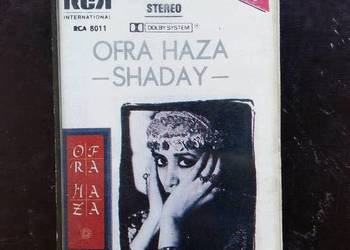 RCA
INTERNATIONAL
RCA 8011
STEREO
DOLBY SYSTEM
OFRA HAZA
—SHADAY—
OFRA
HAZA